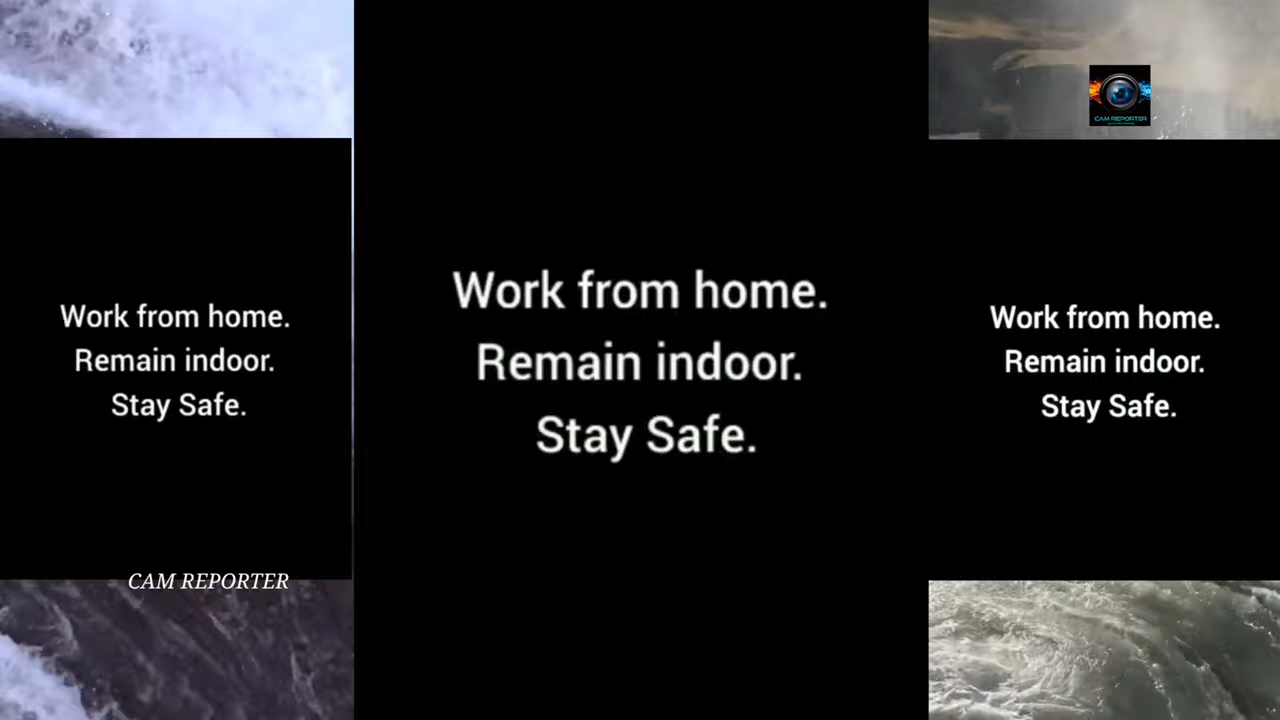 CAM REPORTER
Work from home.
Remain indoor.
Stay Safe.
Work from home.
Remain indoor.
Stay Safe.
Work from home.
Remain indoor.
Stay Safe.
CAM REPORTER